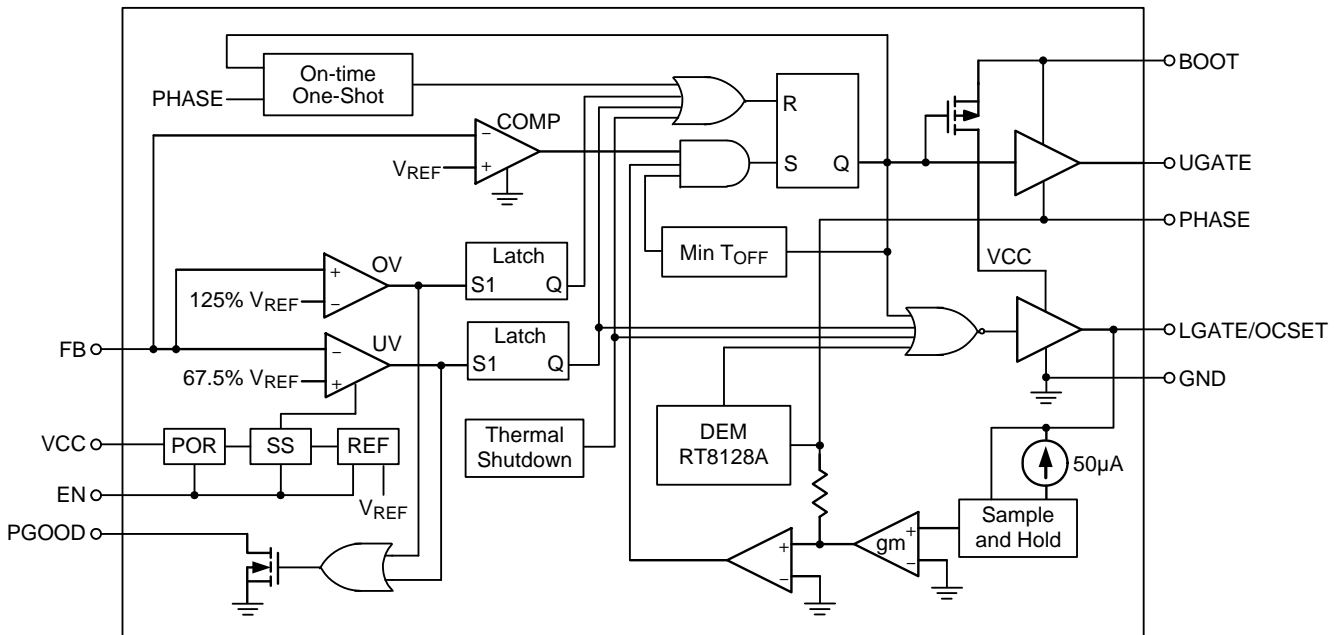 On-time
One-Shot
PHASE
R
S
Q
BOOT
UGATE
PHASE
COMP
−
+
VREF
Min TOFF
VCC
OV
+
−
125% VREF
Latch
S1
Q
UV
−
+
67.5% VREF
Latch
S1
Q
FB
LGATE/OCSET
GND
VCC
POR
SS
REF
EN
VREF
PGOOD
Thermal
Shutdown
DEM
RT8128A
50µA
Sample
and Hold
gm
+
−
+
−